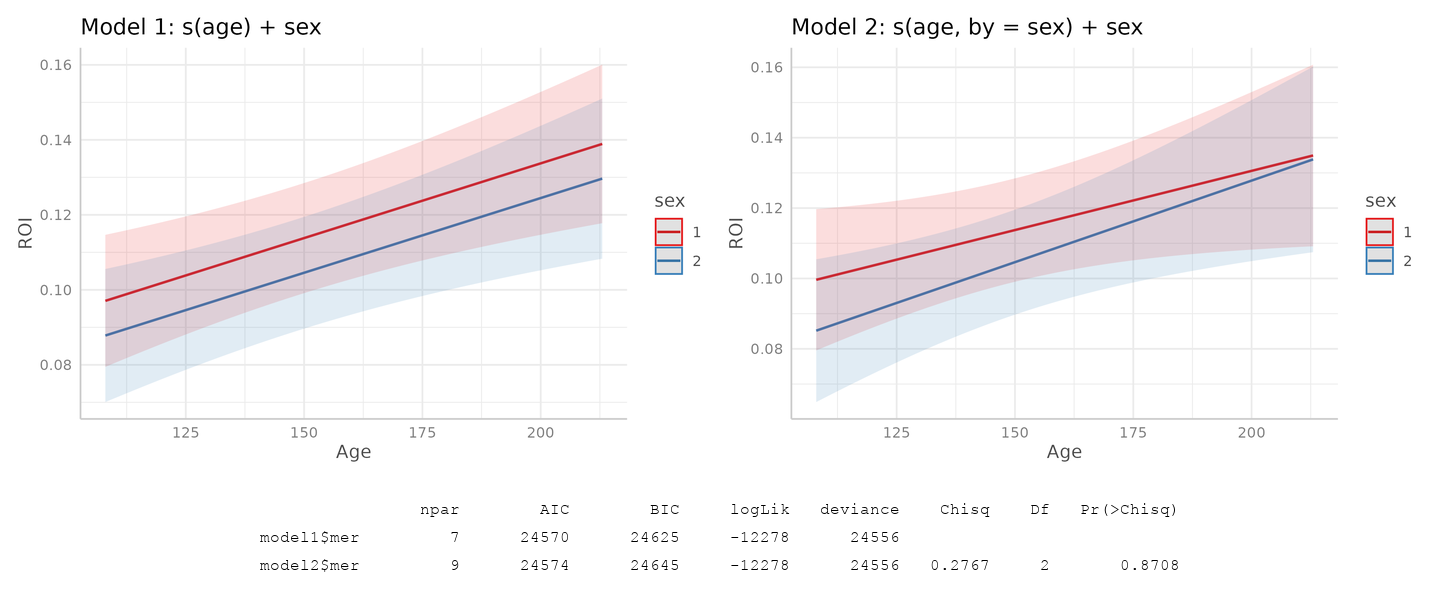 Model 1: s(age) + sex
0.16
0.14
0.12
0.10
0.08
ROI
125 150 175 200
Age
sex
1
2
Model 2: s(age, by = sex) + sex
0.16
0.14
0.12
0.10
0.08
ROI
125 150 175 200
Age
sex
1
2
npar AIC BIC logLik deviance Chisq Df Pr(>Chisq)
model1$mer 7 24570 24625 -12278 24556
model2$mer 9 24574 24645 -12278 24556 0.2767 2 0.8708